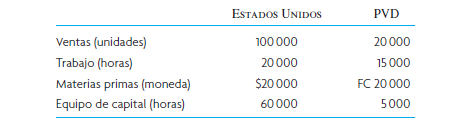 ESTADOS UNIDOS PVD
Ventas (unidades) 100 000 20 000
Trabajo (horas) 20 000 15 000
Materias primas (moneda) $20 000 FC 20 000
Equipo de capital (horas) 60 000 5 000